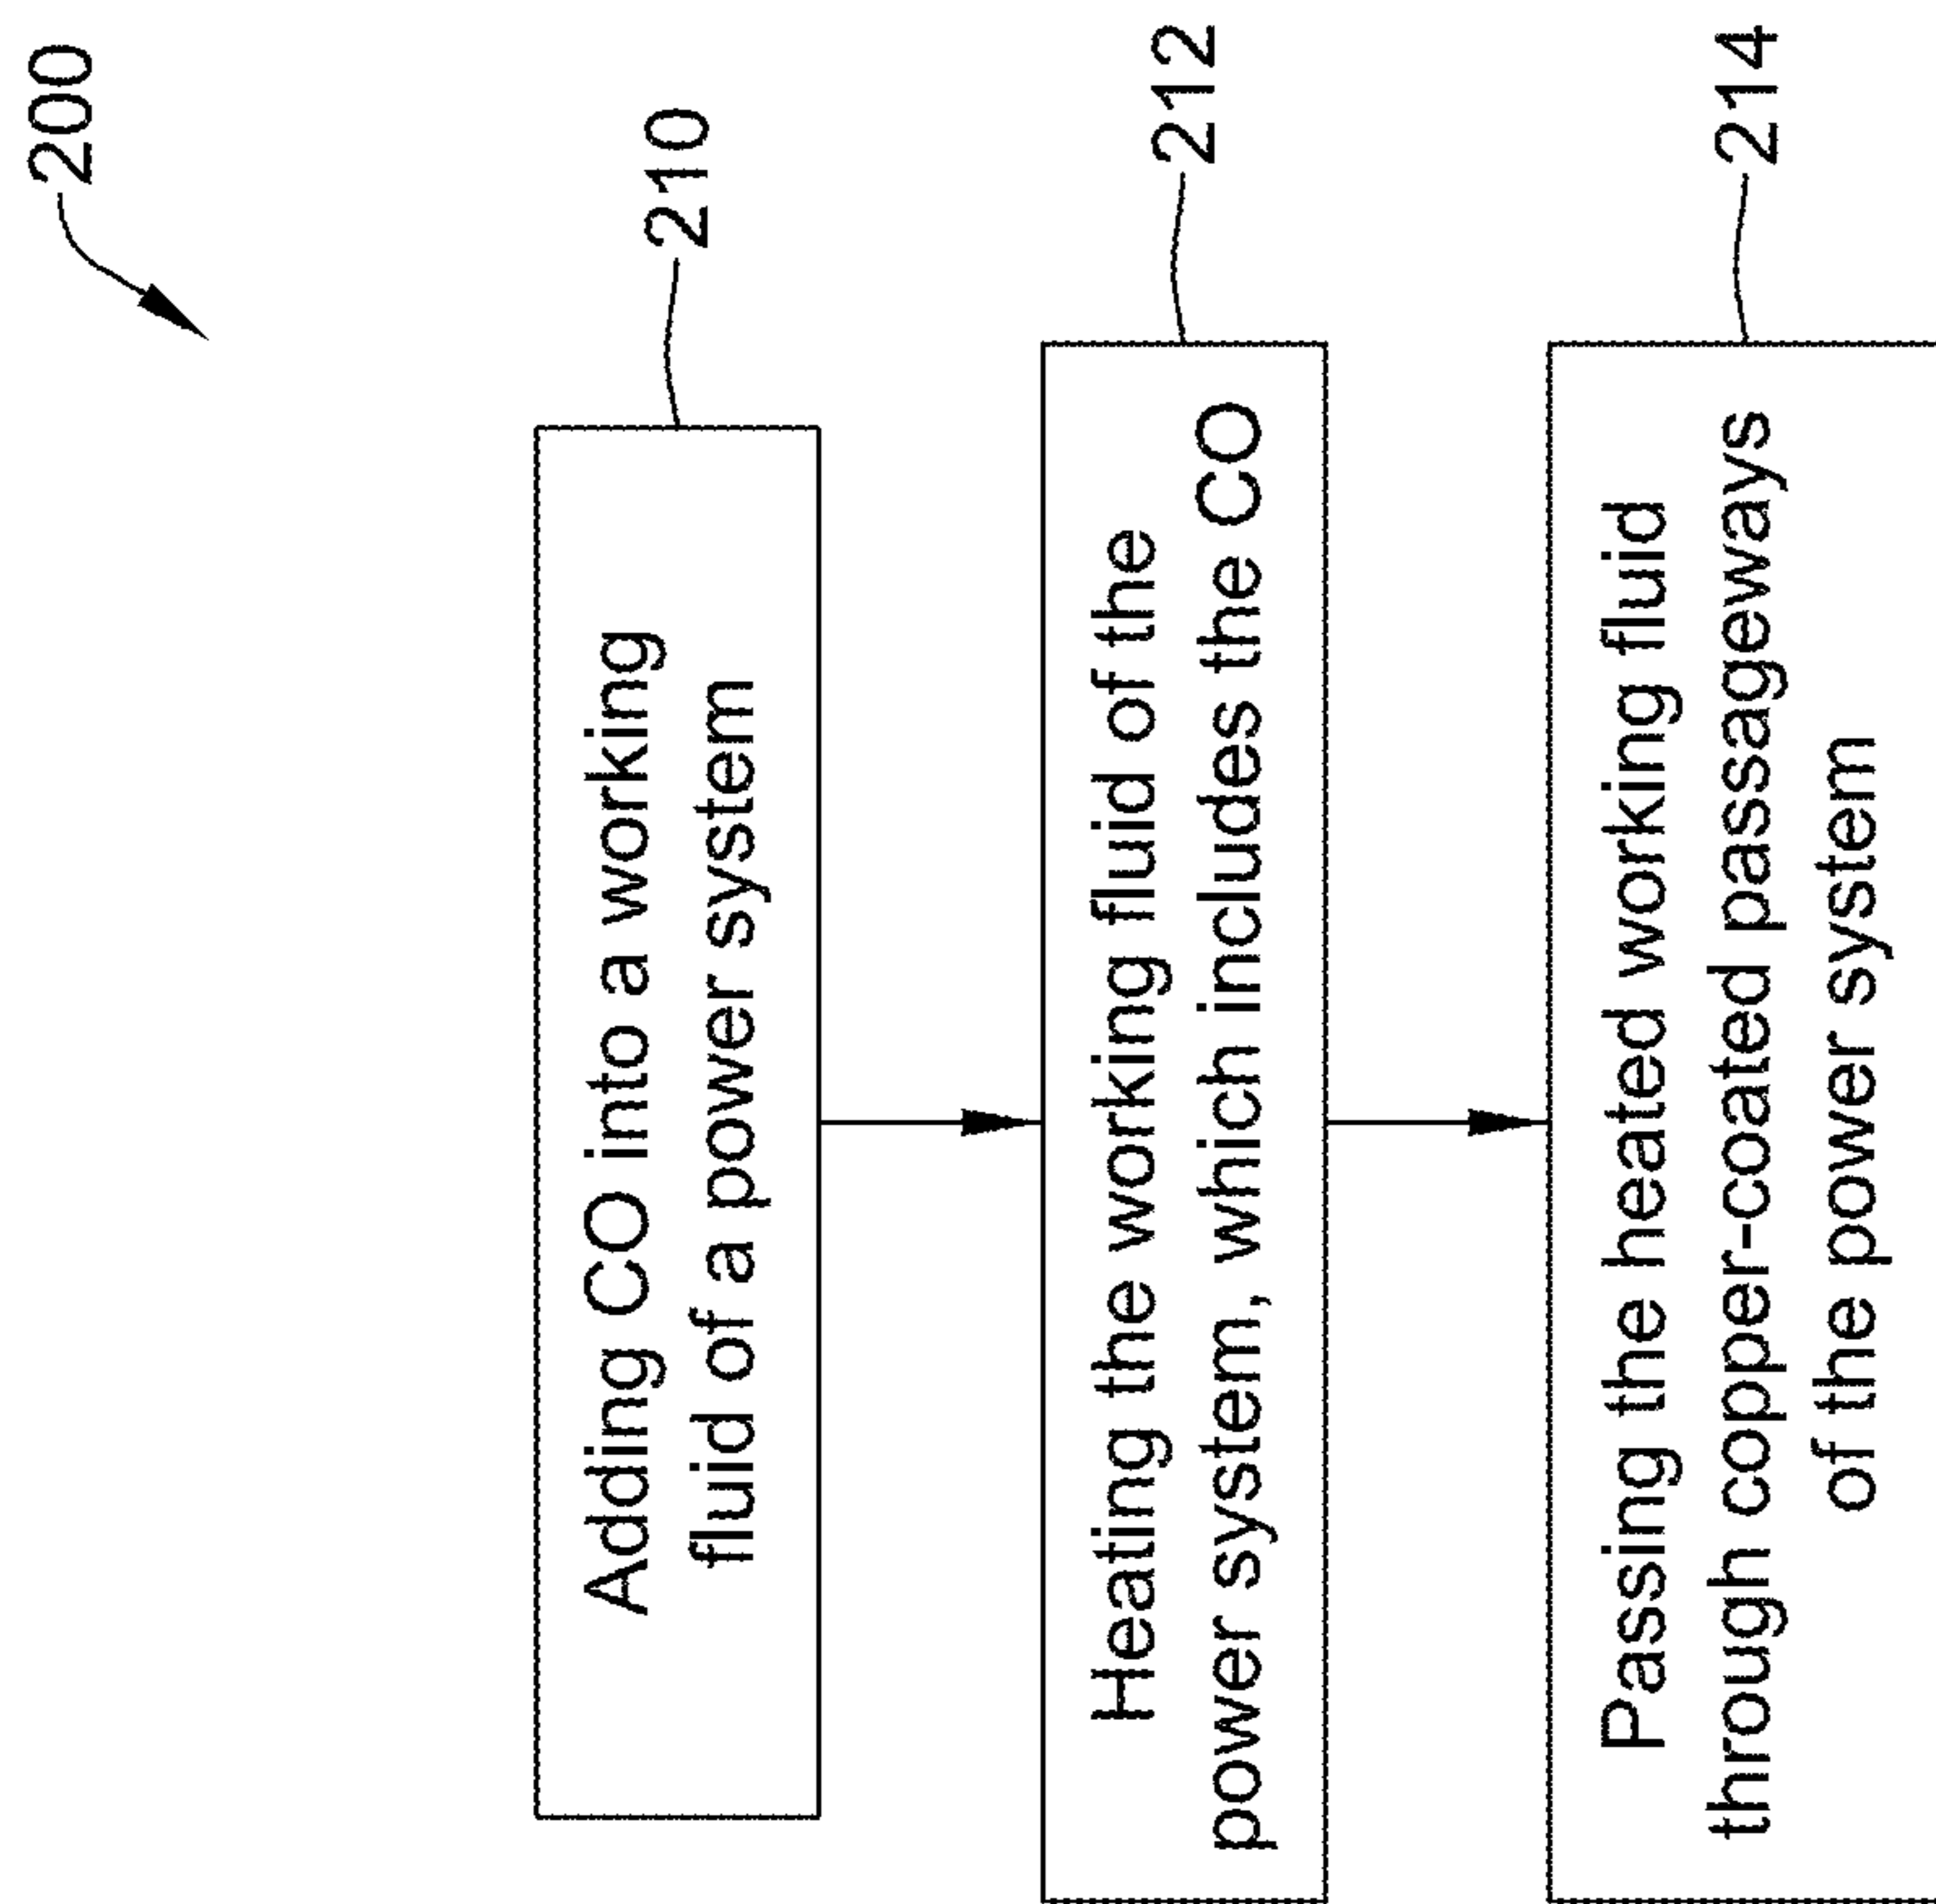 200
Adding CO into a working
fluid of a power system
210
Heating the working fluid of the
power system, which includes the CO
212
Passing the heated working fluid
through copper-coated passageways
of the power system
214